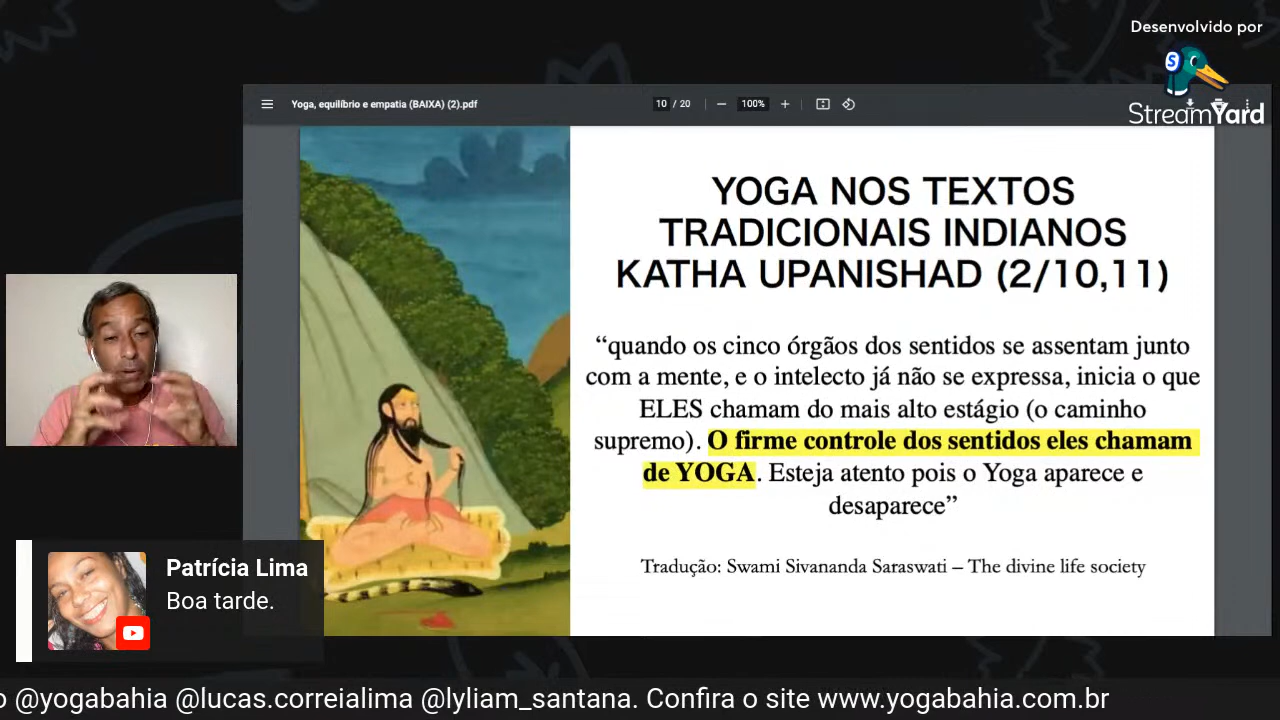 Desenvolvido por
StreamYard
Yoga, equilíbrio e empatia (BAIXA) (2).pdf
10 / 20
100%
YOGA NOS TEXTOS
TRADICIONAIS INDIANOS
KATHA UPANISHAD (2/10,11)
“quando os cinco órgãos dos sentidos se assentam junto
com a mente, e o intelecto já não se expressa, inicia o que
ELES chamam do mais alto estágio (o caminho
supremo). O firme controle dos sentidos eles chamam
de YOGA. Esteja atento pois o Yoga aparece e
desaparece”
Tradução: Swami Sivananda Saraswati – The divine life society
Patrícia Lima
Boa tarde.
o @yogabahia @lucas.correialima @lyliam_santana. Confira o site www.yogabahia.com.br